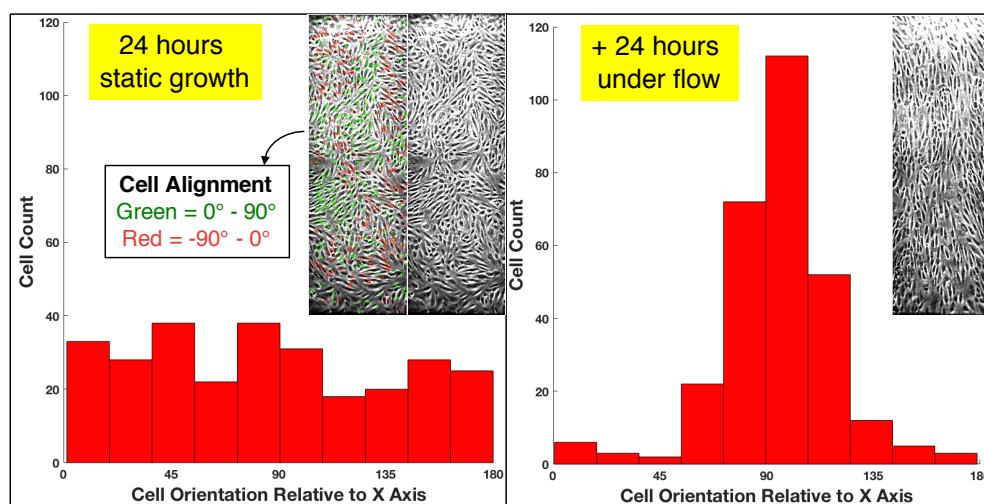 24 hours
static growth
Cell Alignment
Green = 0° - 90°
Red = -90° - 0°
Cell Count
120
100
80
60
40
20
0
0 45 90 135 180
Cell Orientation Relative to X Axis
+ 24 hours
under flow
Cell Count
120
100
80
60
40
20
0
0 45 90 135 180
Cell Orientation Relative to X Axis